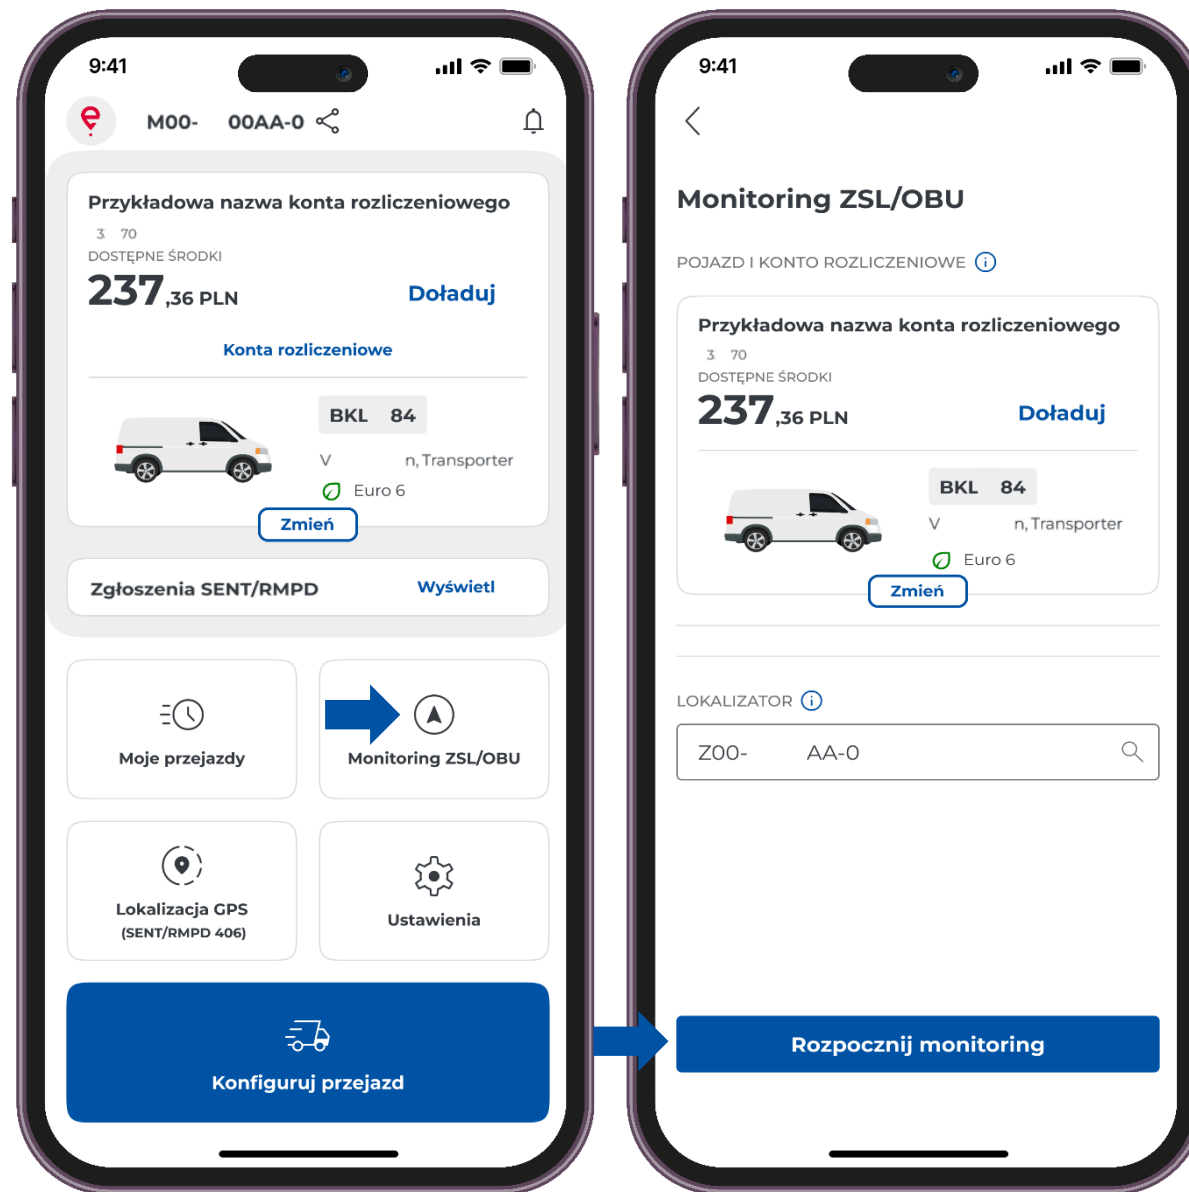 9:41
M00- 00AA-0
Przykładowa nazwa konta rozliczeniowego
3 70
DOSTĘPNE ŚRODKI
237,36 PLN
Doładuj
Konta rozliczeniowe
BKL 84
V n, Transporter
Euro 6
Zmień
Zgłoszenia SENT/RMPD
Wyświetl
Moje przejazdy
Monitoring ZSL/OBU
Lokalizacja GPS
(SENT/RMPD 406)
Ustawienia
Konfiguruj przejazd
9:41
Monitoring ZSL/OBU
POJAZD I KONTO ROZLICZENIOWE
Przykładowa nazwa konta rozliczeniowego
3 70
DOSTĘPNE ŚRODKI
237,36 PLN
Doładuj
BKL 84
V n, Transporter
Euro 6
Zmień
LOKALIZATOR
Z00- AA-0
Rozpocznij monitoring